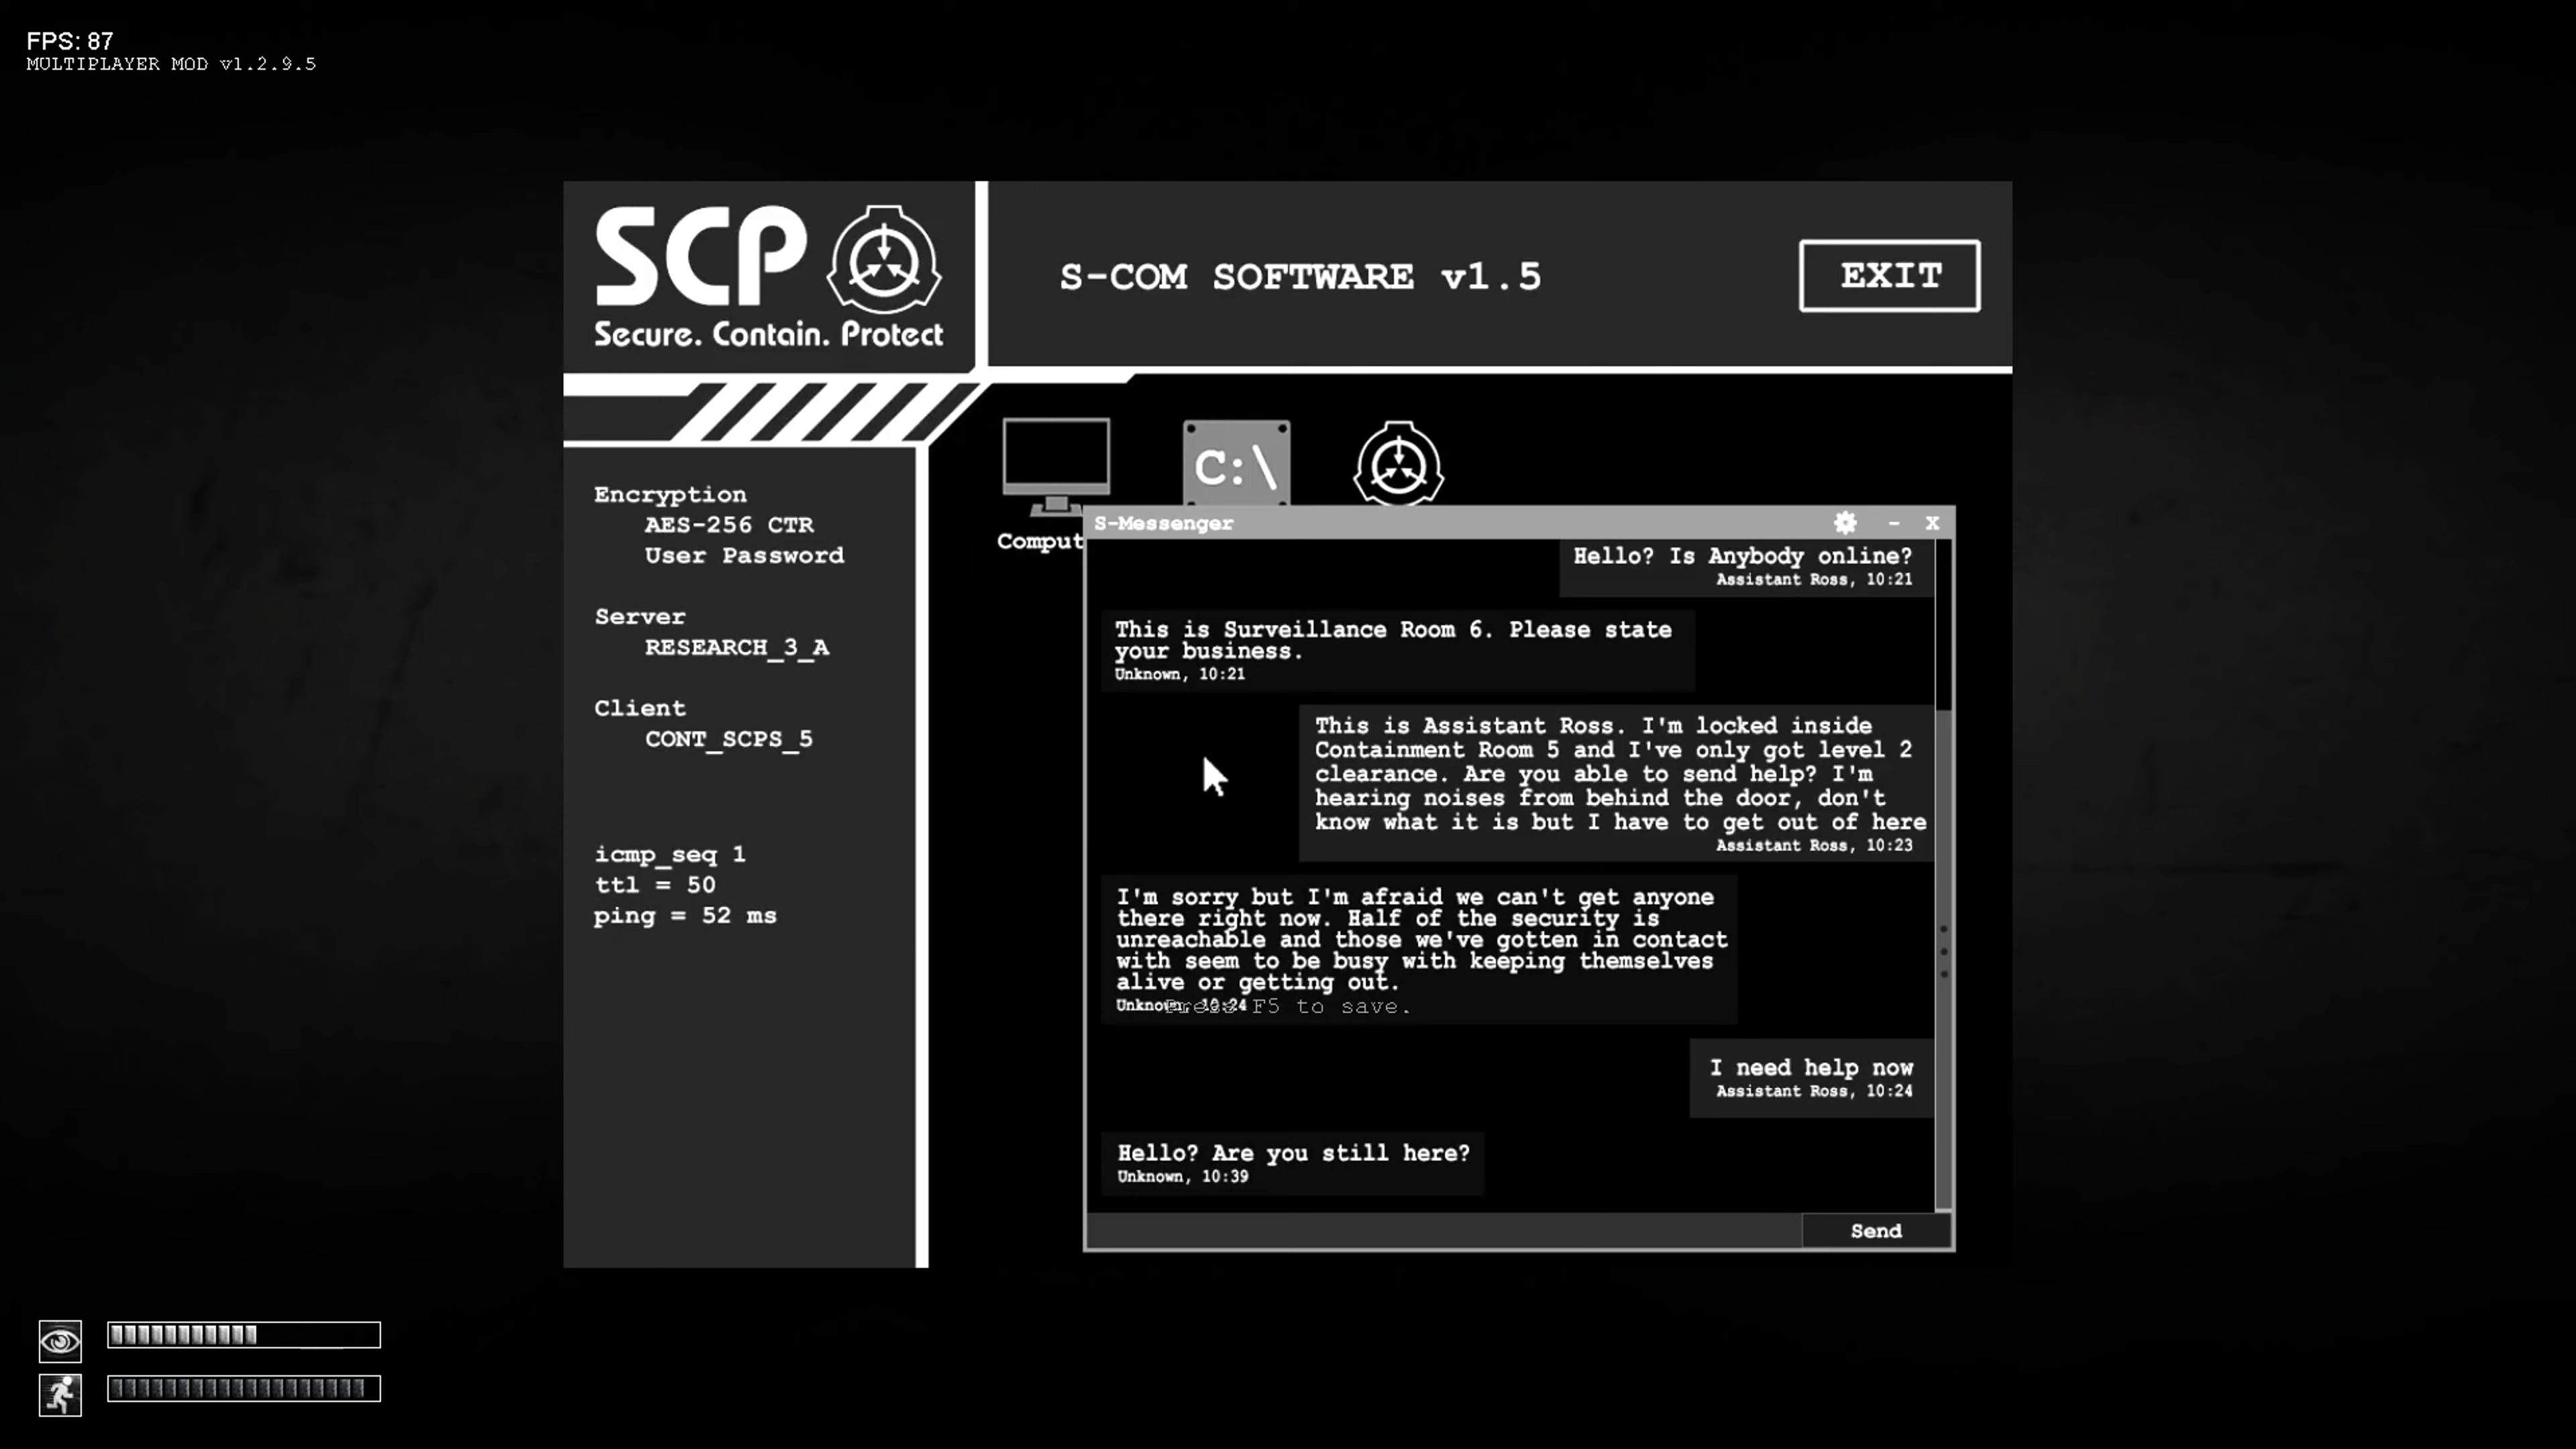 FPS: 87
MULTIPLAYER MOD v1.2.9.5
SCP
Secure. Contain. Protect
S-COM SOFTWARE v1.5
EXIT
Encryption
AES-256 CTR
User Password
Server
RESEARCH_3_A
Client
CONT_SCPS_5
icmp_seq 1
ttl = 50
ping = 52 ms
C:\
Comput
S-Messenger
- X
Hello? Is Anybody online?
Assistant Ross, 10:21
This is Surveillance Room 6. Please state
your business.
Unknown, 10:21
This is Assistant Ross. I'm locked inside
Containment Room 5 and I've only got level 2
clearance. Are you able to send help? I'm
hearing noises from behind the door, don't
know what it is but I have to get out of here
Assistant Ross, 10:23
I'm sorry but I'm afraid we can't get anyone
there right now. Half of the security is
unreachable and those we've gotten in contact
with seem to be busy with keeping themselves
alive or getting out.
Unknown, 10:24
Press F5 to save.
I need help now
Assistant Ross, 10:24
Hello? Are you still here?
Unknown, 10:39
Send